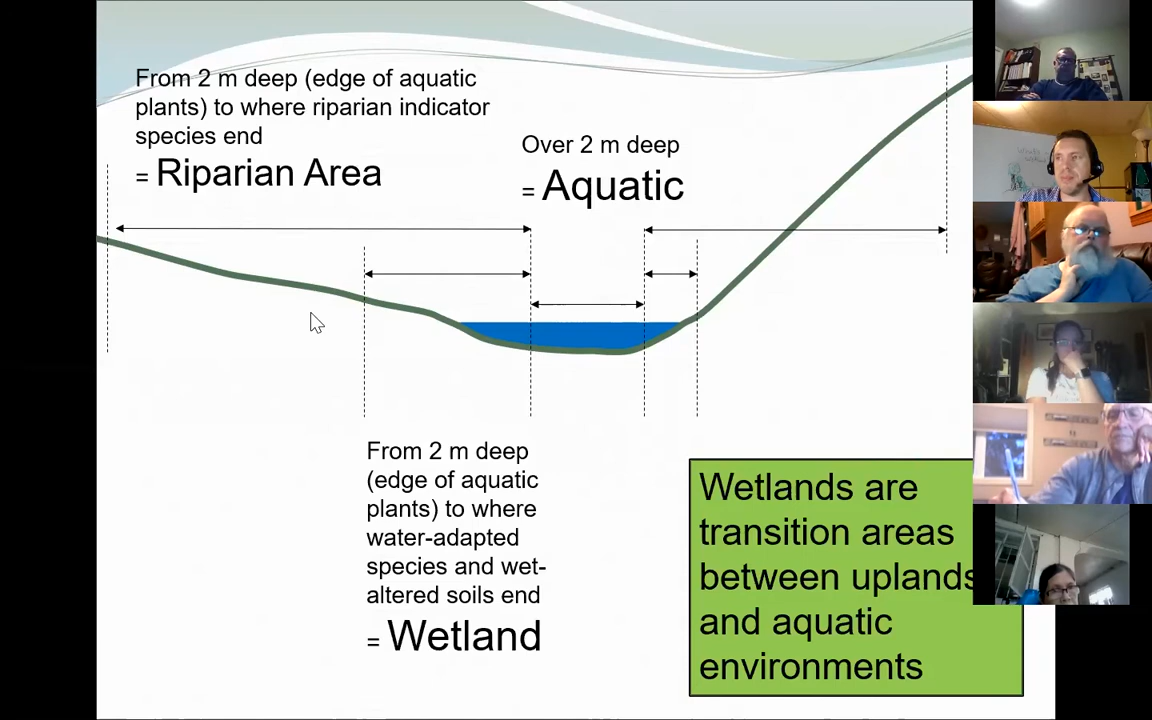 From 2 m deep (edge of aquatic
plants) to where riparian indicator
species end
= Riparian Area
Over 2 m deep
= Aquatic
From 2 m deep
(edge of aquatic
plants) to where
water-adapted
species and wet-
altered soils end
= Wetland
Wetlands are
transition areas
between uplands
and aquatic
environments